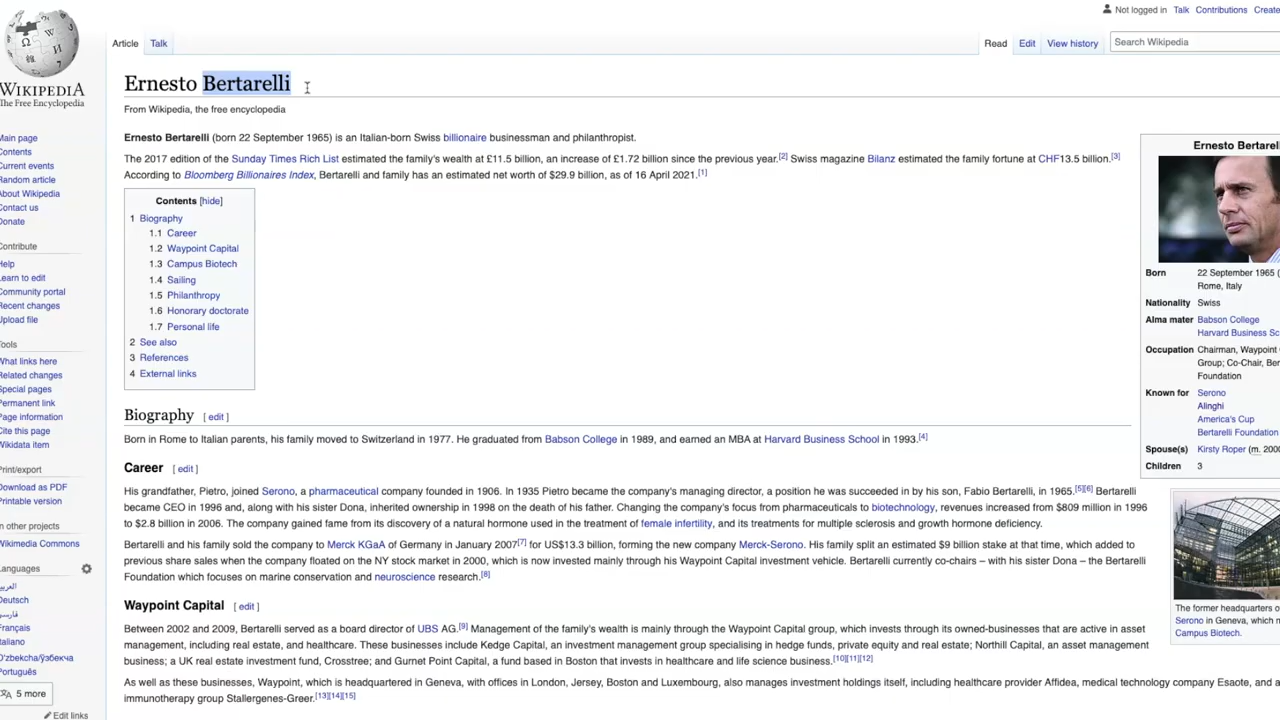 Not logged in Talk Contributions Create
Article Talk
Read Edit View history
Search Wikipedia
WIKIPEDIA
The Free Encyclopedia
Main page
Contents
Current events
Random article
About Wikipedia
Contact us
Donate
Contribute
Help
Learn to edit
Community portal
Recent changes
Upload file
Tools
What links here
Related changes
Special pages
Permanent link
Page information
Cite this page
Wikidata item
Print/export
Download as PDF
Printable version
In other projects
Wikimedia Commons
Languages
العربية
Deutsch
فارسی
Français
Italiano
Oʻzbekcha/ўзбекча
Português
5 more
Edit links
Ernesto Bertarelli
From Wikipedia, the free encyclopedia
Ernesto Bertarelli (born 22 September 1965) is an Italian-born Swiss billionaire businessman and philanthropist.
The 2017 edition of the Sunday Times Rich List estimated the family's wealth at £11.5 billion, an increase of £1.72 billion since the previous year.[2] Swiss magazine Bilanz estimated the family fortune at CHF13.5 billion.[3]
According to Bloomberg Billionaires Index, Bertarelli and family has an estimated net worth of $29.9 billion, as of 16 April 2021.[1]
Contents [hide]
1 Biography
1.1 Career
1.2 Waypoint Capital
1.3 Campus Biotech
1.4 Sailing
1.5 Philanthropy
1.6 Honorary doctorate
1.7 Personal life
2 See also
3 References
4 External links
Biography [ edit ]
Born in Rome to Italian parents, his family moved to Switzerland in 1977. He graduated from Babson College in 1989, and earned an MBA at Harvard Business School in 1993.[4]
Career [ edit ]
His grandfather, Pietro, joined Serono, a pharmaceutical company founded in 1906. In 1935 Pietro became the company's managing director, a position he was succeeded in by his son, Fabio Bertarelli, in 1965.[5][6] Bertarelli
became CEO in 1996 and, along with his sister Dona, inherited ownership in 1998 on the death of his father. Changing the company's focus from pharmaceuticals to biotechnology, revenues increased from $809 million in 1996
to $2.8 billion in 2006. The company gained fame from its discovery of a natural hormone used in the treatment of female infertility, and its treatments for multiple sclerosis and growth hormone deficiency.
Bertarelli and his family sold the company to Merck KGaA of Germany in January 2007[7] for US$13.3 billion, forming the new company Merck-Serono. His family split an estimated $9 billion stake at that time, which added to
previous share sales when the company floated on the NY stock market in 2000, which is now invested mainly through his Waypoint Capital investment vehicle. Bertarelli currently co-chairs – with his sister Dona – the Bertarelli
Foundation which focuses on marine conservation and neuroscience research.[8]
Waypoint Capital [ edit ]
Between 2002 and 2009, Bertarelli served as a board director of UBS AG.[9] Management of the family's wealth is mainly through the Waypoint Capital group, which invests through its owned-businesses that are active in asset
management, including real estate, and healthcare. These businesses include Kedge Capital, an investment management group specialising in hedge funds, private equity and real estate; Northill Capital, an asset management
business; a UK real estate investment fund, Crosstree; and Gurnet Point Capital, a fund based in Boston that invests in healthcare and life science business.[10][11][12]
As well as these businesses, Waypoint, which is headquartered in Geneva, with offices in London, Jersey, Boston and Luxembourg, also manages investment holdings itself, including healthcare provider Affidea, medical technology company Esaote, and a
immunotherapy group Stallergenes-Greer.[13][14][15]
Ernesto Bertarel
Born 22 September 1965 (
Rome, Italy
Nationality Swiss
Alma mater Babson College
Harvard Business Sc
Occupation Chairman, Waypoint
Group; Co-Chair, Ber
Foundation
Known for Serono
Alinghi
America's Cup
Bertarelli Foundation
Spouse(s) Kirsty Roper (m. 2000
Children 3
The former headquarters o
Serono in Geneva, which n
Campus Biotech.